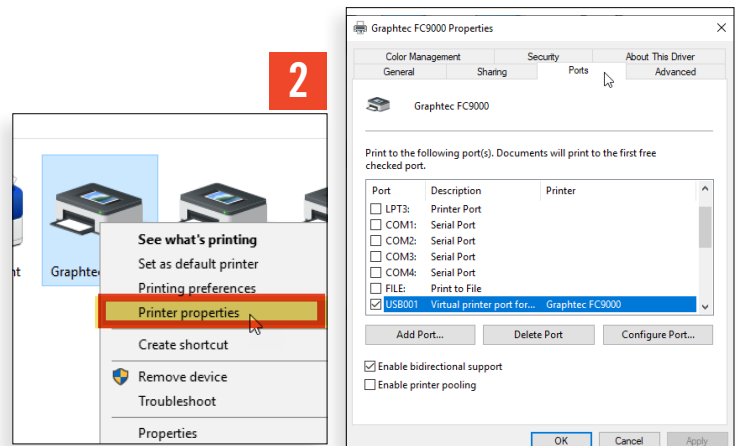 2
nt
Graphtec
See what's printing
Set as default printer
Printing preferences
Printer properties
Create shortcut
Remove device
Troubleshoot
Properties
Graphtec FC9000 Properties
Color Management Security About This Driver
General Sharing Ports Advanced
Graphtec FC9000
Print to the following port(s). Documents will print to the first free
checked port.
Port Description Printer
LPT3: Printer Port
COM1: Serial Port
COM2: Serial Port
COM3: Serial Port
COM4: Serial Port
FILE: Print to File
USB001 Virtual printer port for... Graphtec FC9000
Add Port... Delete Port Configure Port...
Enable bidirectional support
Enable printer pooling
OK Cancel Apply